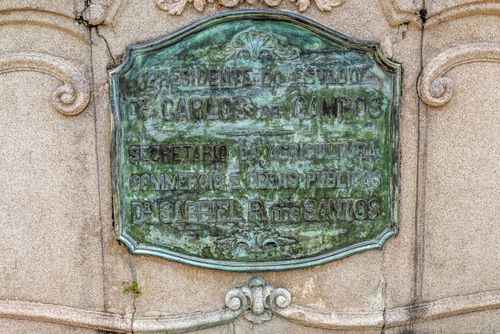 PRESIDENTE DO ESTADO
DR. CARLOS DE CAMPOS
SECRETARIO DA AGRICULTURA
COMMERCIO E OBRAS PUBLICAS
DR. GABRIEL R. DOS SANTOS